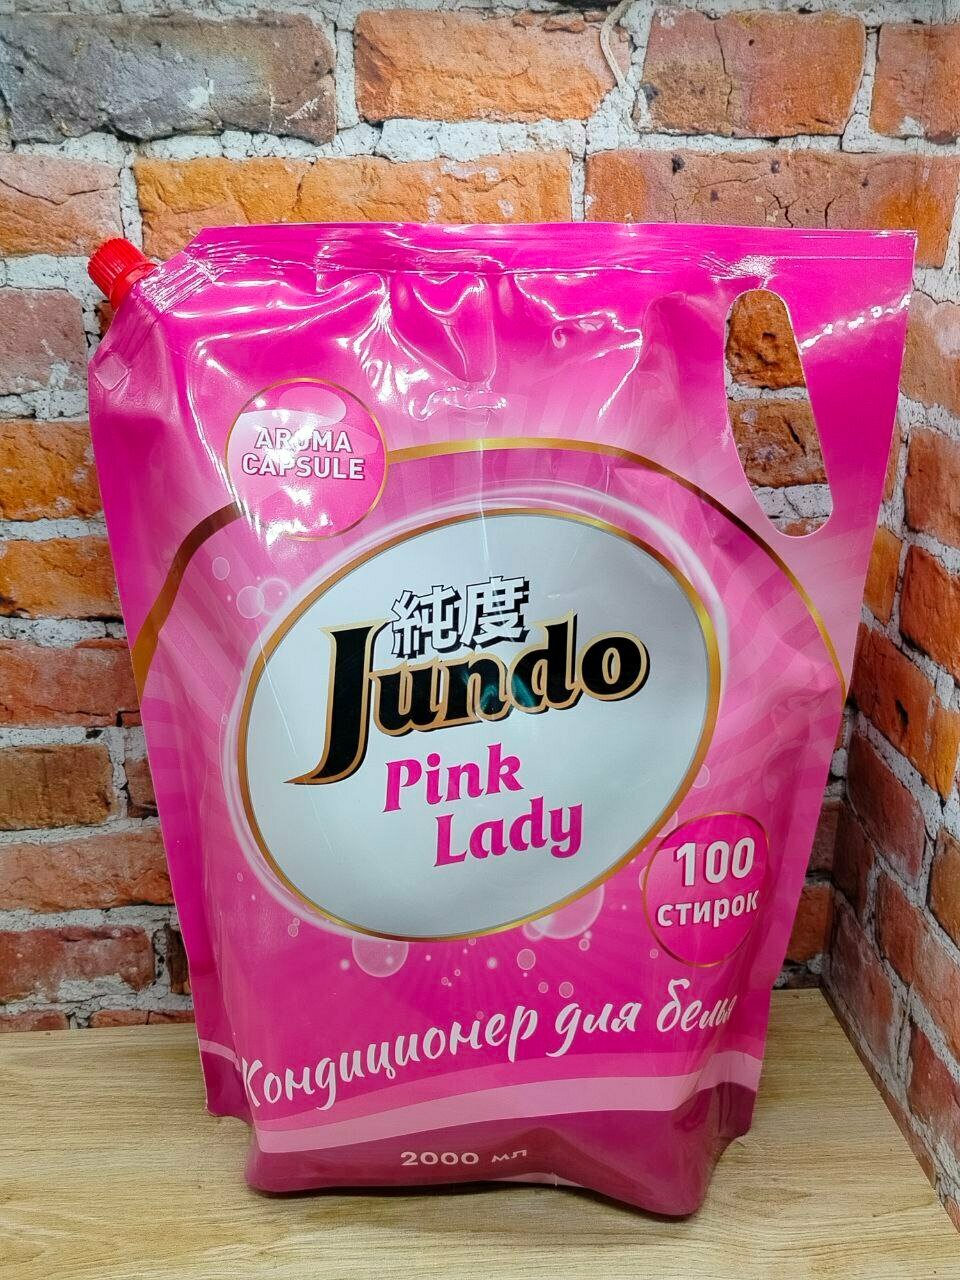 AROMA
CAPSULE
純度
Jundo
Pink
Lady
100
стирок
Кондиционер для белья
2000 мл